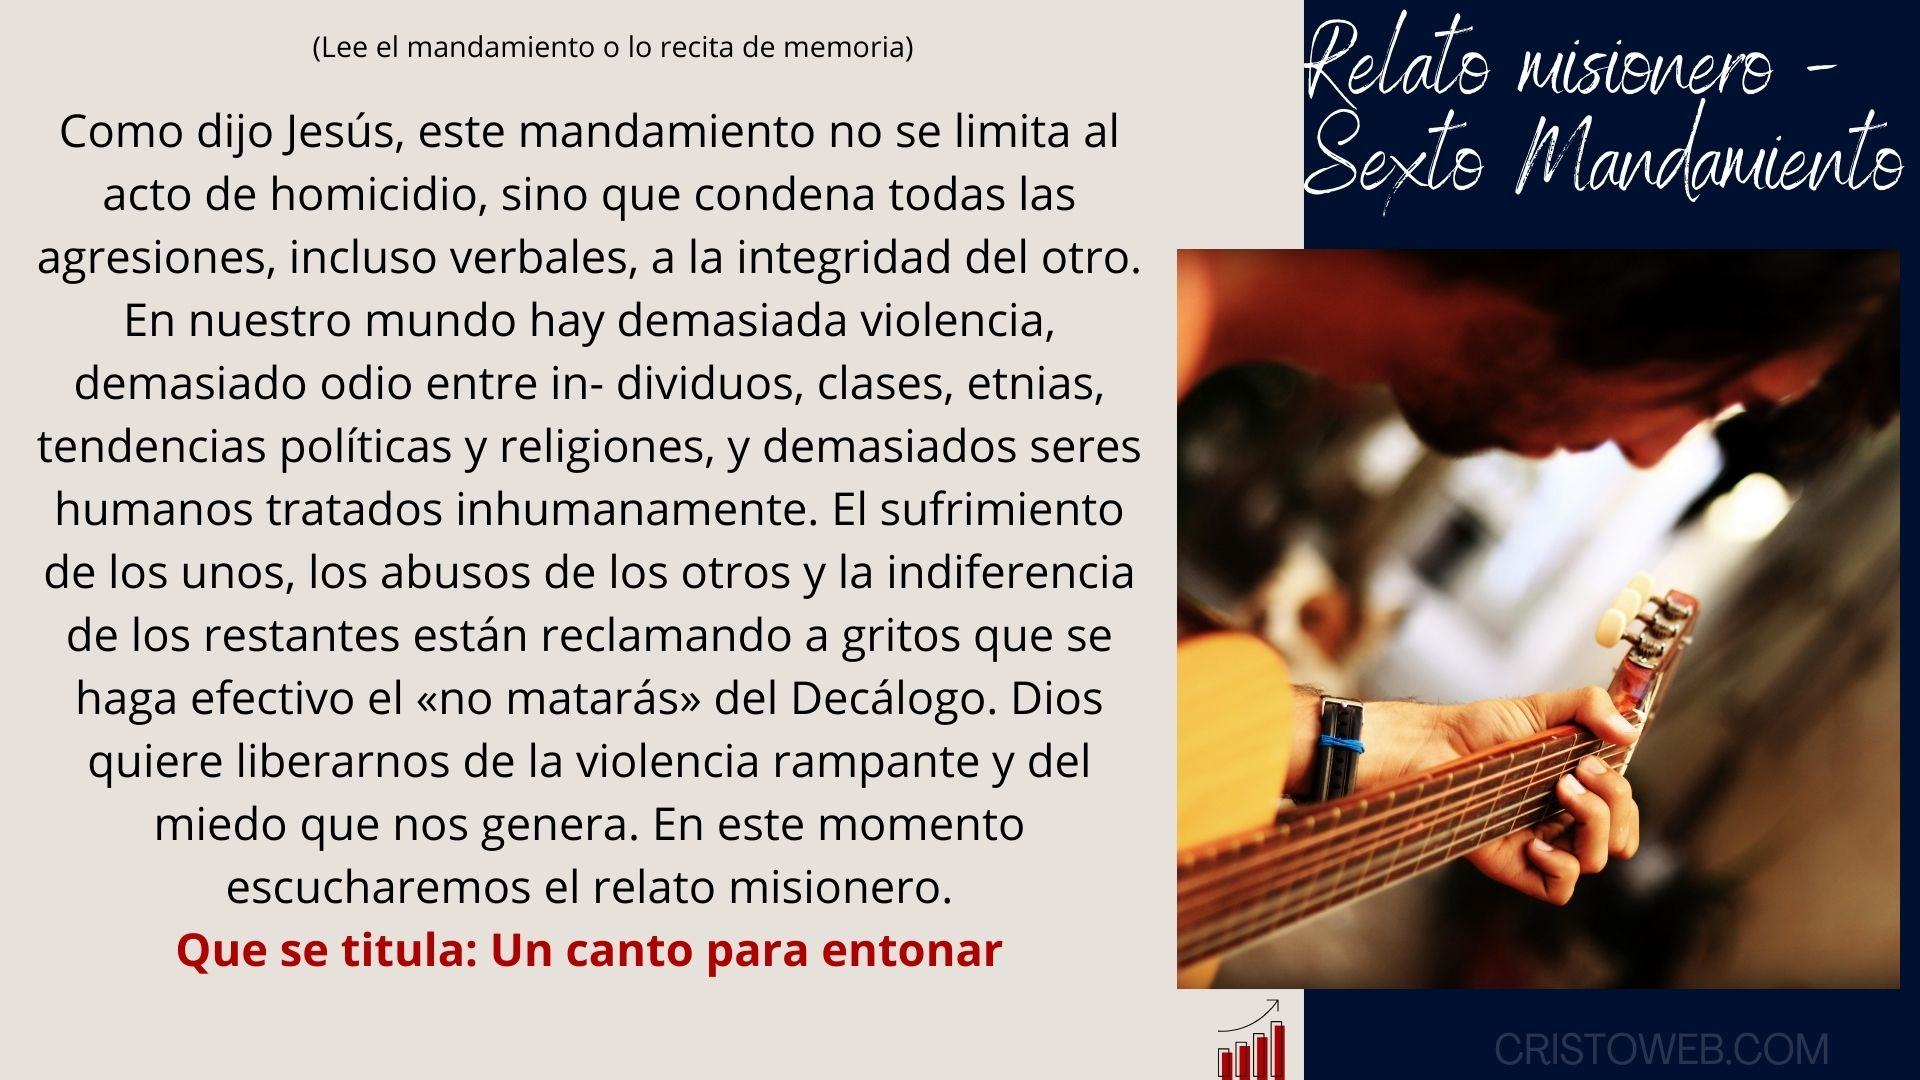 (Lee el mandamiento o lo recita de memoria)
Como dijo Jesús, este mandamiento no se limita al
acto de homicidio, sino que condena todas las
agresiones, incluso verbales, a la integridad del otro.
En nuestro mundo hay demasiada violencia,
demasiado odio entre in- dividuos, clases, etnias,
tendencias políticas y religiones, y demasiados seres
humanos tratados inhumanamente. El sufrimiento
de los unos, los abusos de los otros y la indiferencia
de los restantes están reclamando a gritos que se
haga efectivo el «no matarás» del Decálogo. Dios
quiere liberarnos de la violencia rampante y del
miedo que nos genera. En este momento
escucharemos el relato misionero.
Que se titula: Un canto para entonar
Relato misionero -
Sexto Mandamiento
CRISTOWEB.COM